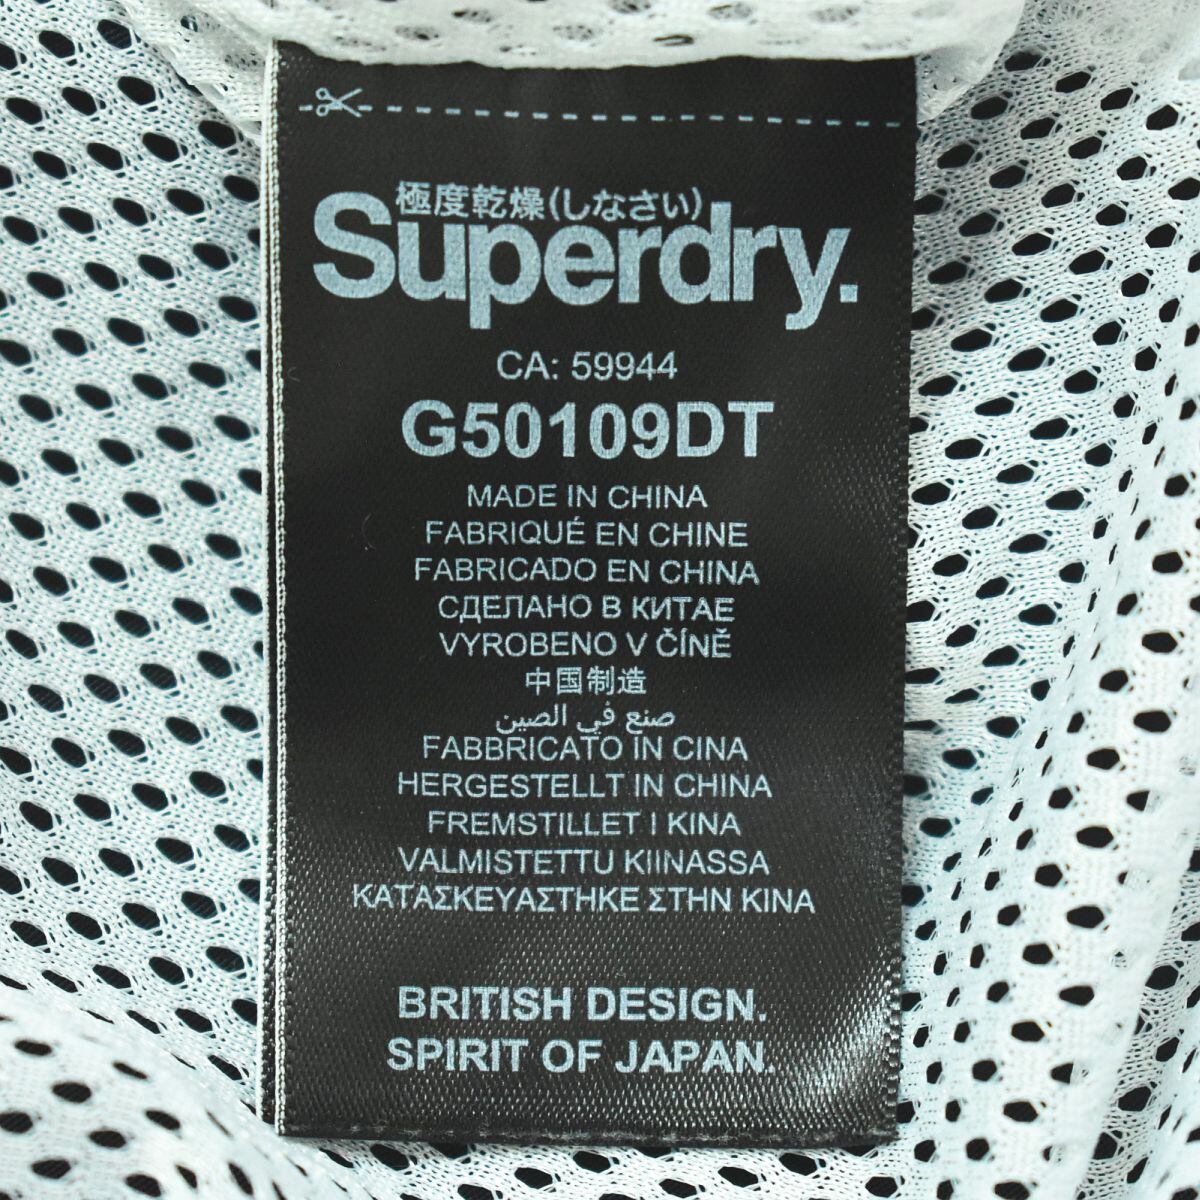 極度乾燥(しなさい)
Superdry.
CA: 59944
G50109DT
MADE IN CHINA
FABRIQUÉ EN CHINE
FABRICADO EN CHINA
СДЕЛАНО В КИТАЕ
VYROBENO V ČÍNĚ
中国制造
صنع في الصين
FABBRICATO IN CINA
HERGESTELLT IN CHINA
FREMSTILLET I KINA
VALMISTETTU KIINASSA
ΚΑΤΑΣΚΕΥΑΣΤΗΚΕ ΣΤΗΝ ΚΙΝΑ
BRITISH DESIGN.
SPIRIT OF JAPAN.